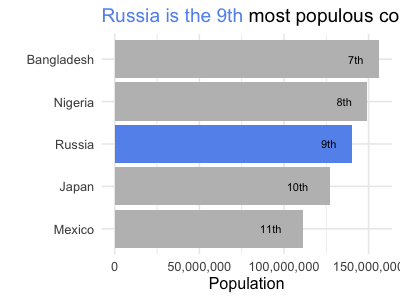 Russia is the 9th most populous co
Bangladesh 7th
Nigeria 8th
Russia 9th
Japan 10th
Mexico 11th
0 50,000,000 100,000,000 150,000,000
Population